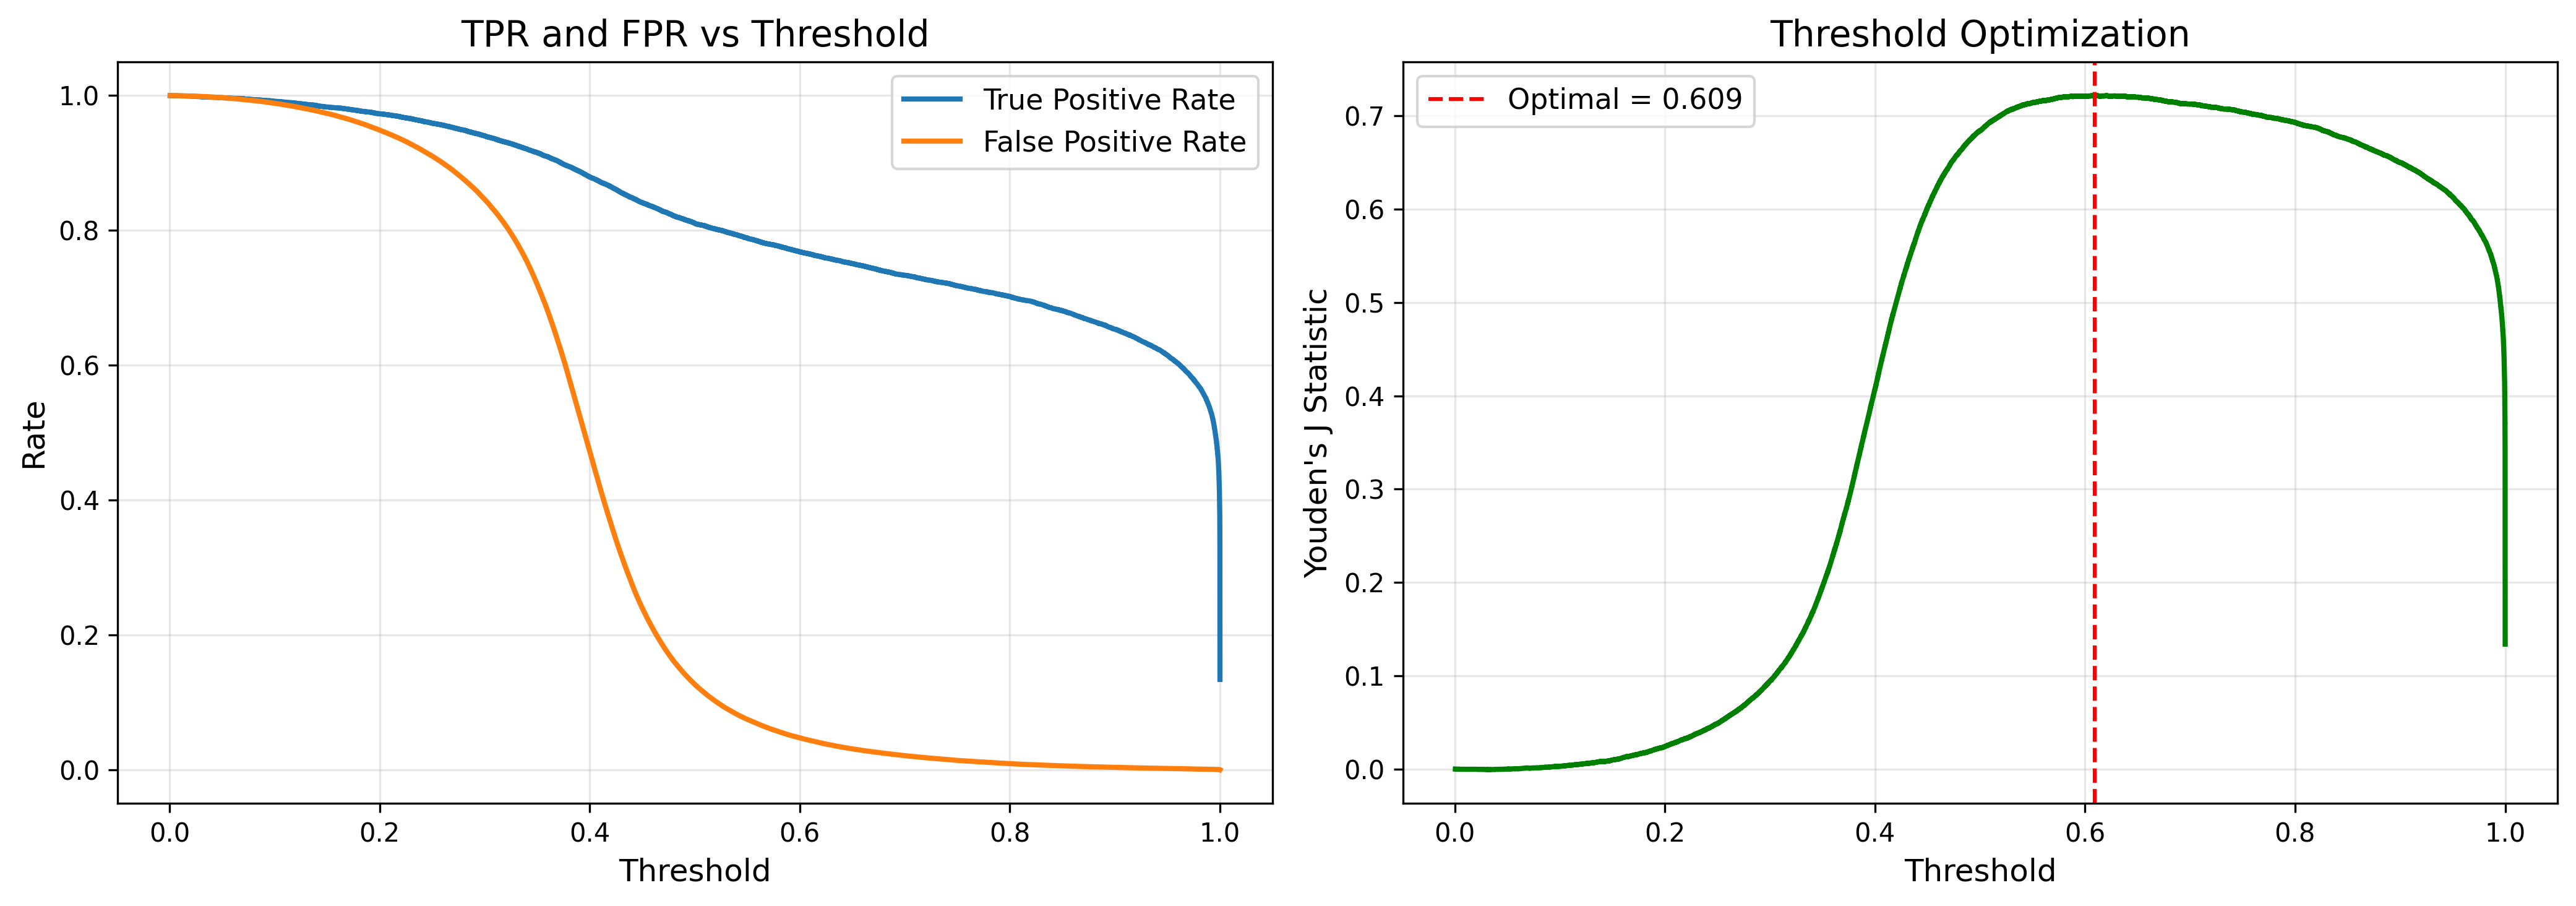 TPR and FPR vs Threshold
True Positive Rate
False Positive Rate
1.0
0.8
0.6
0.4
0.2
0.0
Rate
0.0 0.2 0.4 0.6 0.8 1.0
Threshold
Threshold Optimization
Optimal = 0.609
0.7
0.6
0.5
0.4
0.3
0.2
0.1
0.0
Youden's J Statistic
0.0 0.2 0.4 0.6 0.8 1.0
Threshold